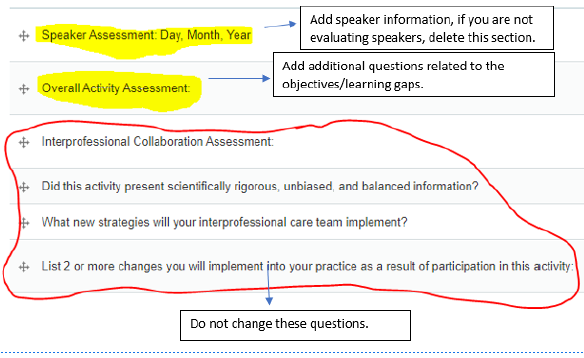 Add speaker information, if you are not
evaluating speakers, delete this section.
Speaker Assessment: Day, Month, Year
Add additional questions related to the
objectives/learning gaps.
Overall Activity Assessment:
Interprofessional Collaboration Assessment:
Did this activity present scientifically rigorous, unbiased, and balanced information?
What new strategies will your interprofessional care team implement?
List 2 or more changes you will implement into your practice as a result of participation in this activity:
Do not change these questions.